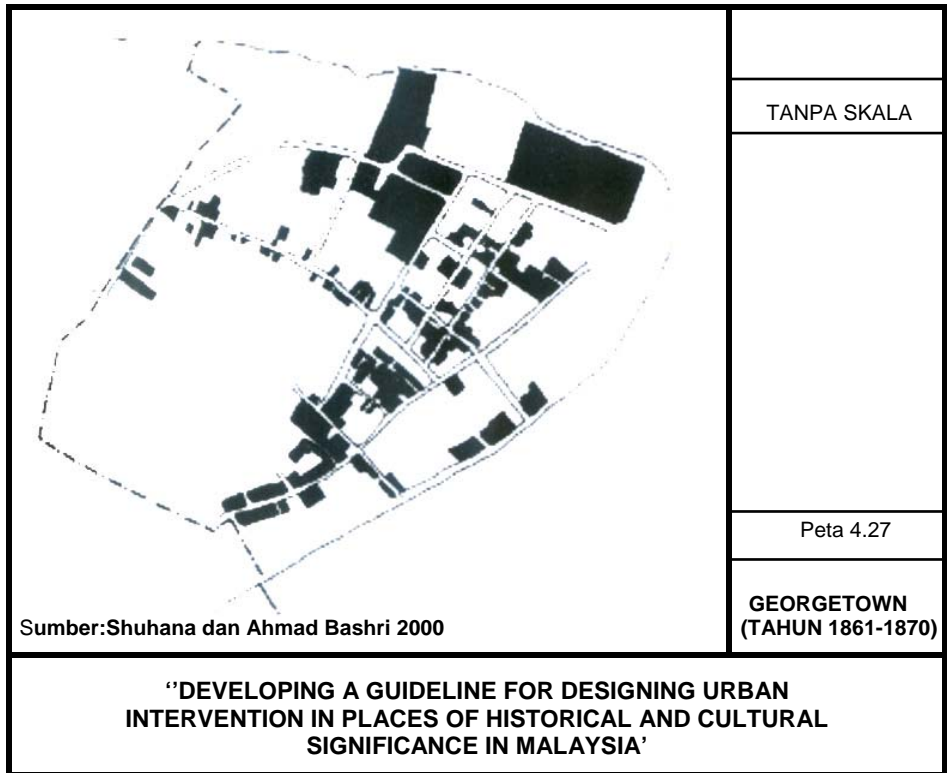 TANPA SKALA
Peta 4.27
GEORGETOWN
(TAHUN 1861-1870)
Sumber:Shuhana dan Ahmad Bashri 2000
‘’DEVELOPING A GUIDELINE FOR DESIGNING URBAN
INTERVENTION IN PLACES OF HISTORICAL AND CULTURAL
SIGNIFICANCE IN MALAYSIA’